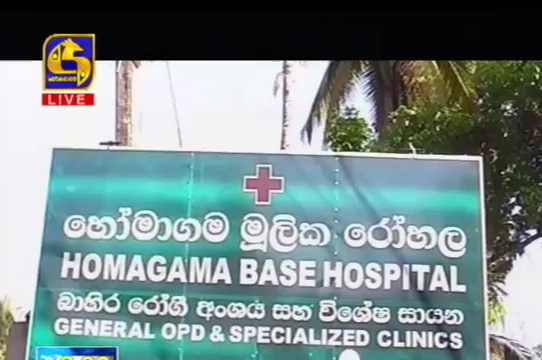 LIVE
හෝමාගම මූලික රෝහල
HOMAGAMA BASE HOSPITAL
බාහිර රෝගී අංශය සහ විශේෂ සායන
GENERAL OPD & SPECIALIZED CLINICS